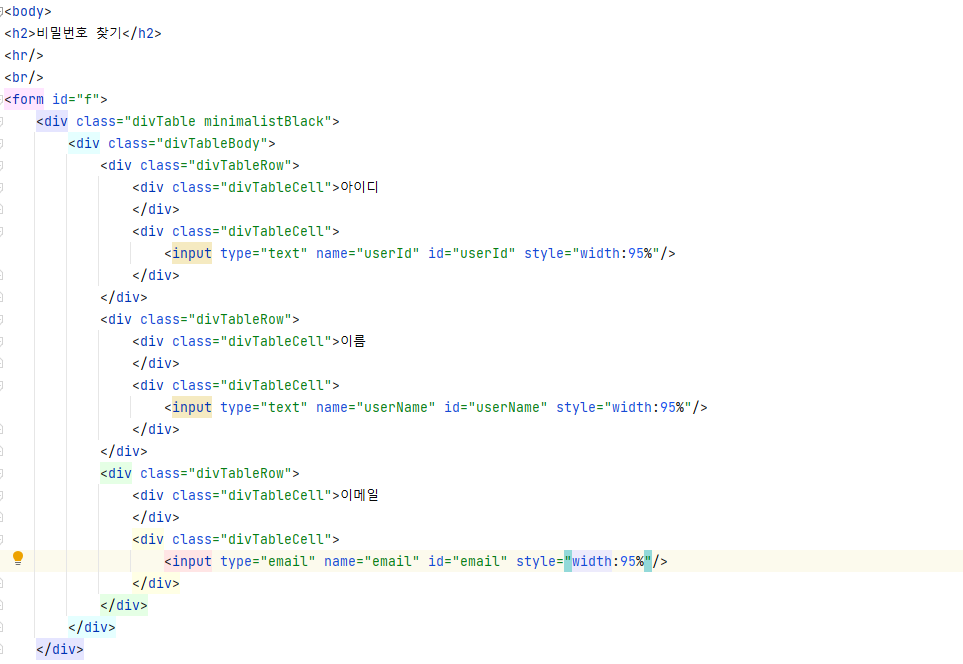 <body>
<h2>비밀번호 찾기</h2>
<hr/>
<br/>
<form id="f">
<div class="divTable minimalistBlack">
<div class="divTableBody">
<div class="divTableRow">
<div class="divTableCell">아이디
</div>
<div class="divTableCell">
<input type="text" name="userId" id="userId" style="width:95%"/>
</div>
</div>
<div class="divTableRow">
<div class="divTableCell">이름
</div>
<div class="divTableCell">
<input type="text" name="userName" id="userName" style="width:95%"/>
</div>
</div>
<div class="divTableRow">
<div class="divTableCell">이메일
</div>
<div class="divTableCell">
<input type="email" name="email" id="email" style="width:95%"/>
</div>
</div>
</div>
</div>